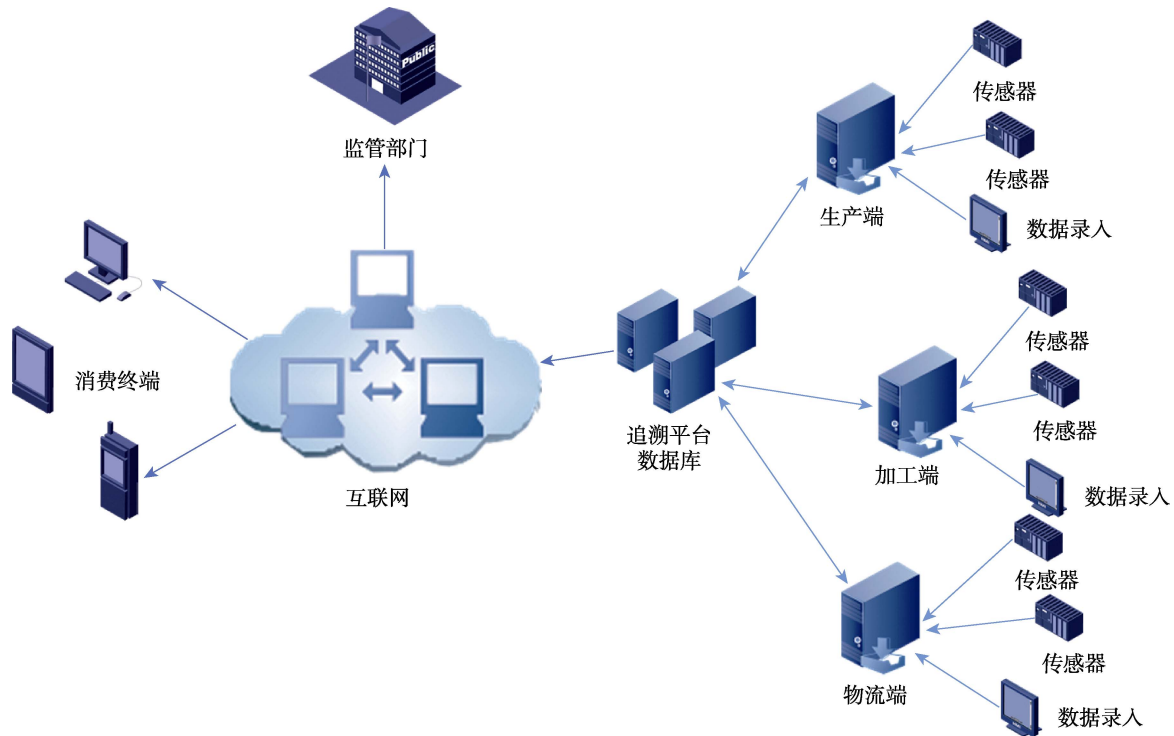 Public
监管部门
传感器
传感器
生产端
数据录入
消费终端
互联网
追溯平台
数据库
传感器
传感器
加工端
数据录入
传感器
传感器
物流端
数据录入